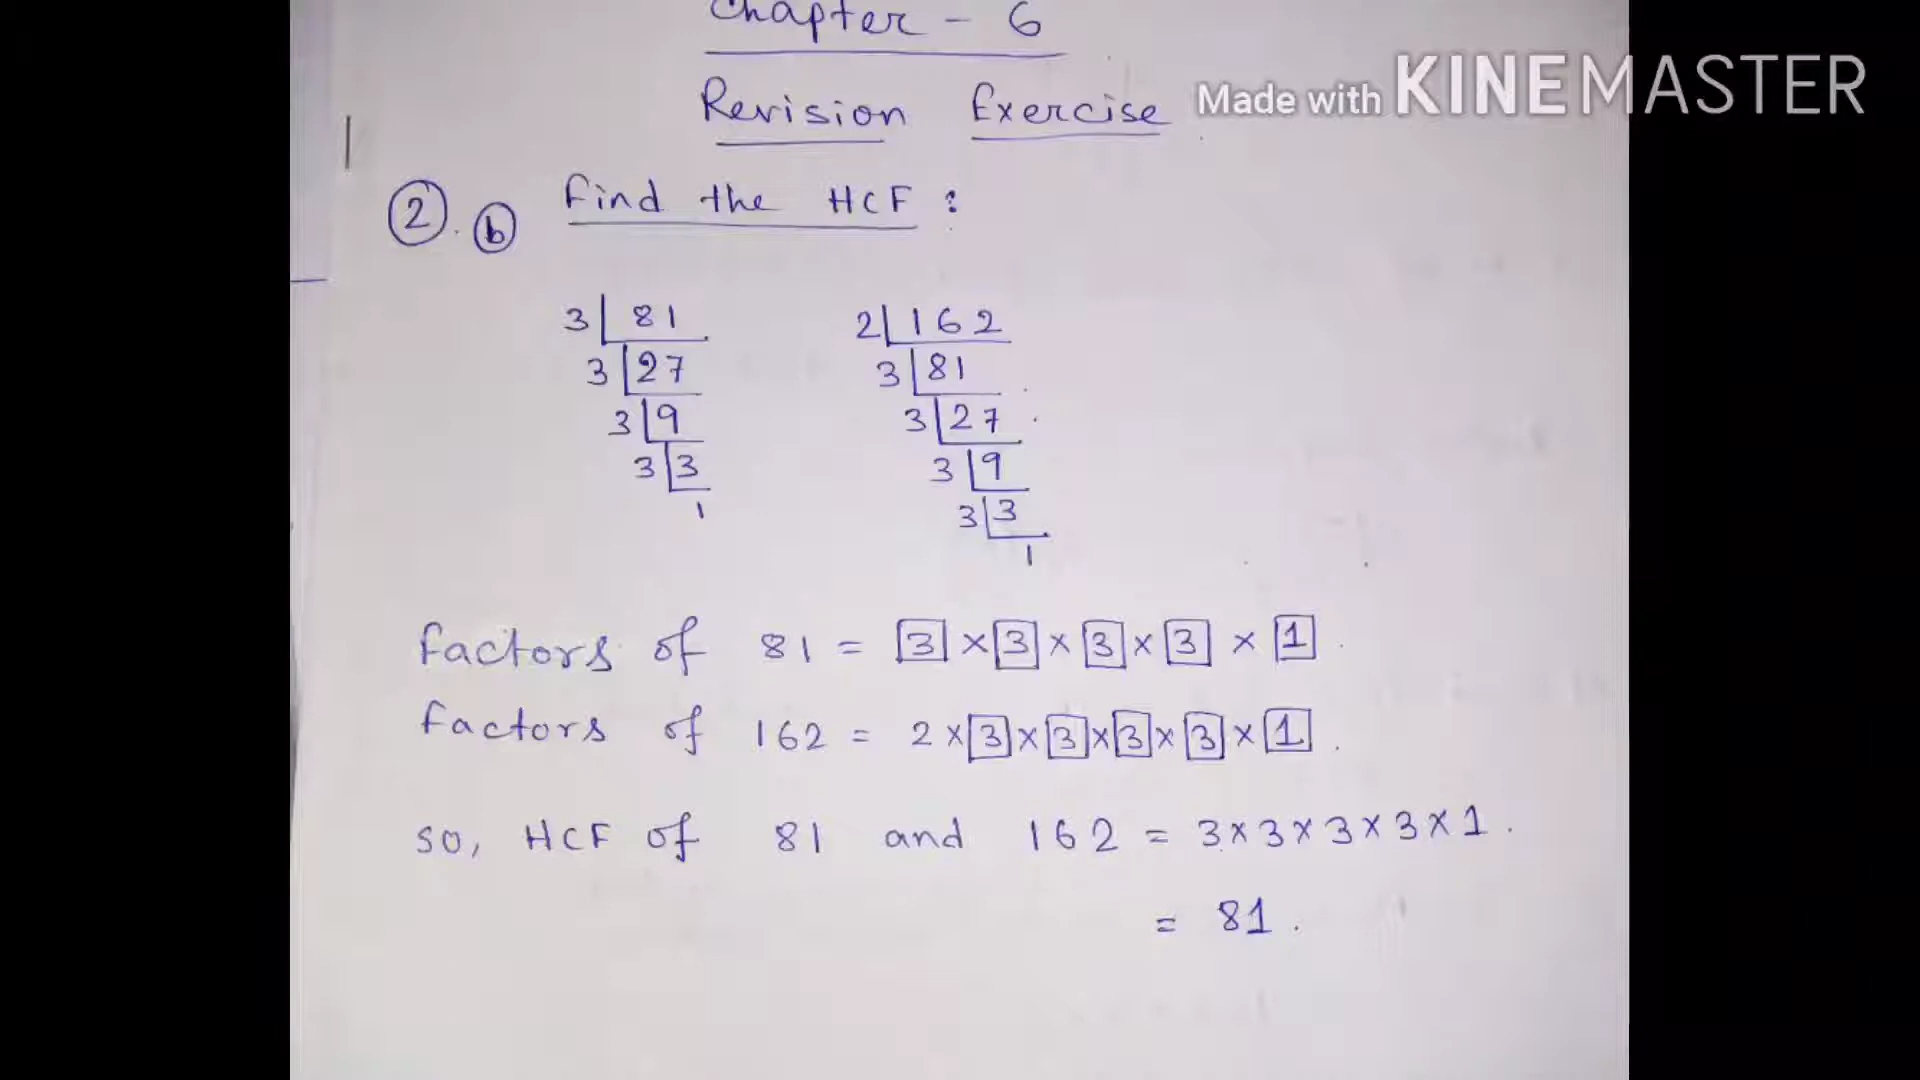 Chapter - 6
Made with KINEMASTER
Revision Exercise
2. b Find the HCF :
3 | 81
3 | 27
3 | 9
3 | 3
1
2 | 162
3 | 81
3 | 27
3 | 9
3 | 3
1
factors of 81 = 3 × 3 × 3 × 3 × 1 .
factors of 162 = 2 × 3 × 3 × 3 × 3 × 1 .
so, HCF of 81 and 162 = 3 × 3 × 3 × 3 × 1 .
= 81 .